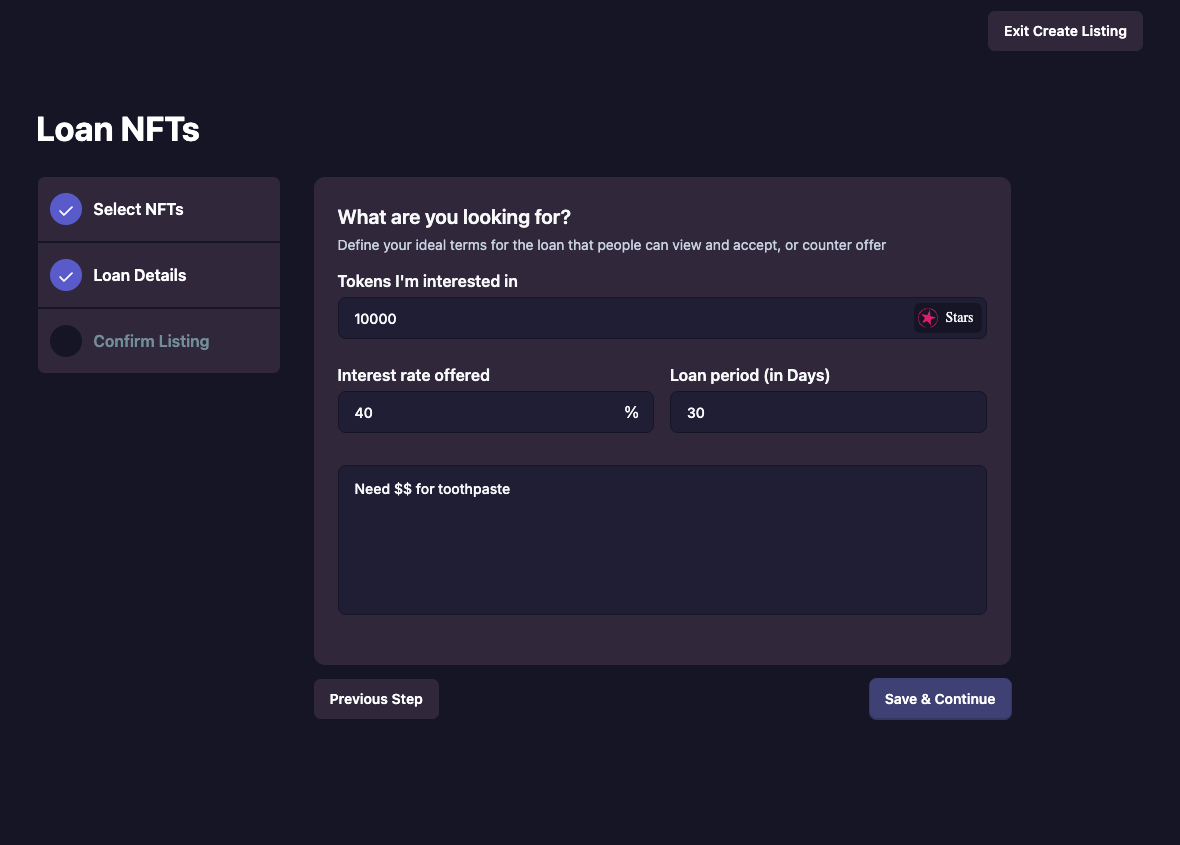 Exit Create Listing
Loan NFTs
Select NFTs
Loan Details
Confirm Listing
What are you looking for?
Define your ideal terms for the loan that people can view and accept, or counter offer
Tokens I'm interested in
10000 Stars
Interest rate offered Loan period (in Days)
40 % 30
Need $$ for toothpaste
Previous Step Save & Continue